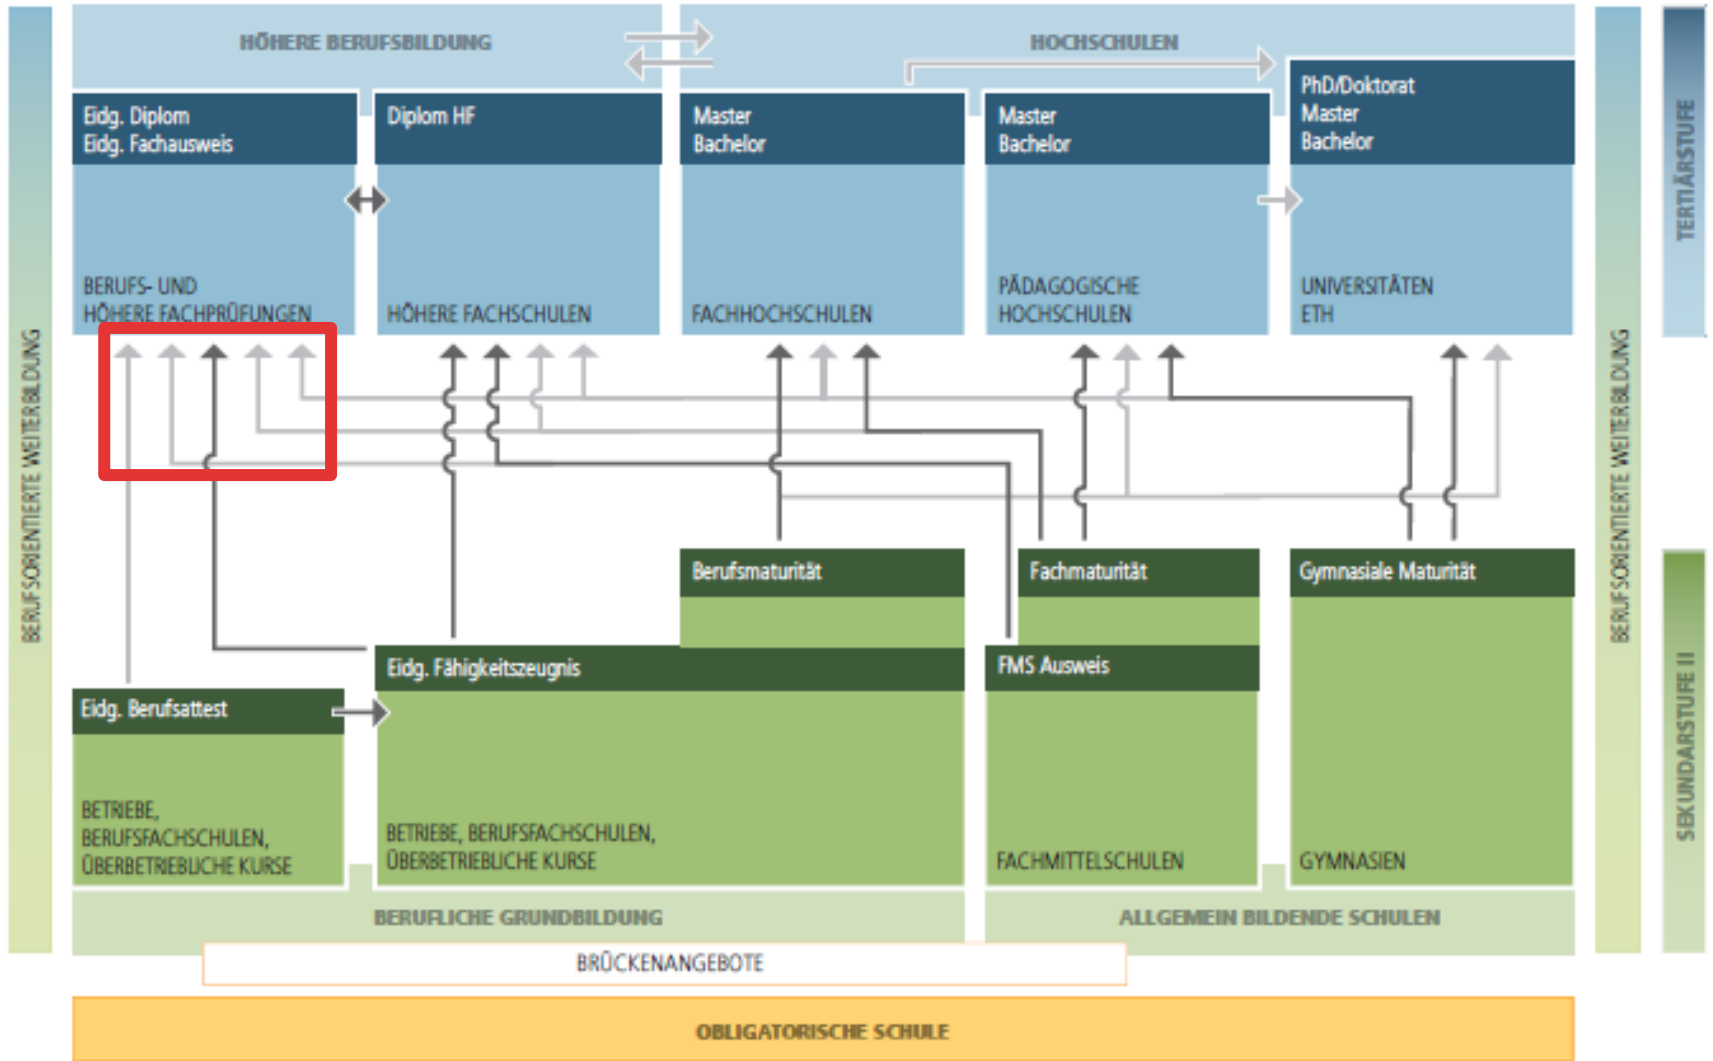 HÖHERE BERUFSBILDUNG
HOCHSCHULEN
Eidg. Diplom
Eidg. Fachausweis
BERUFS- UND
HÖHERE FACHPRÜFUNGEN
Diplom HF
HÖHERE FACHSCHULEN
Master
Bachelor
FACHHOCHSCHULEN
Master
Bachelor
PÄDAGOGISCHE
HOCHSCHULEN
PhD/Doktorat
Master
Bachelor
UNIVERSITÄTEN
ETH
BERUFSORIENTIERTE WEITERBILDUNG
BERUFSORIENTIERTE WEITERBILDUNG
TERTIÄRSTUFE
SEKUNDARSTUFE II
Berufsmaturität
Fachmaturität
Gymnasiale Maturität
Eidg. Fähigkeitszeugnis
FMS Ausweis
Eidg. Berufsattest
BETRIEBE,
BERUFSFACHSCHULEN,
ÜBERBETRIEBLICHE KURSE
BETRIEBE, BERUFSFACHSCHULEN,
ÜBERBETRIEBLICHE KURSE
FACHMITTELSCHULEN
GYMNASIEN
BERUFLICHE GRUNDBILDUNG
ALLGEMEIN BILDENDE SCHULEN
BRÜCKENANGEBOTE
OBLIGATORISCHE SCHULE